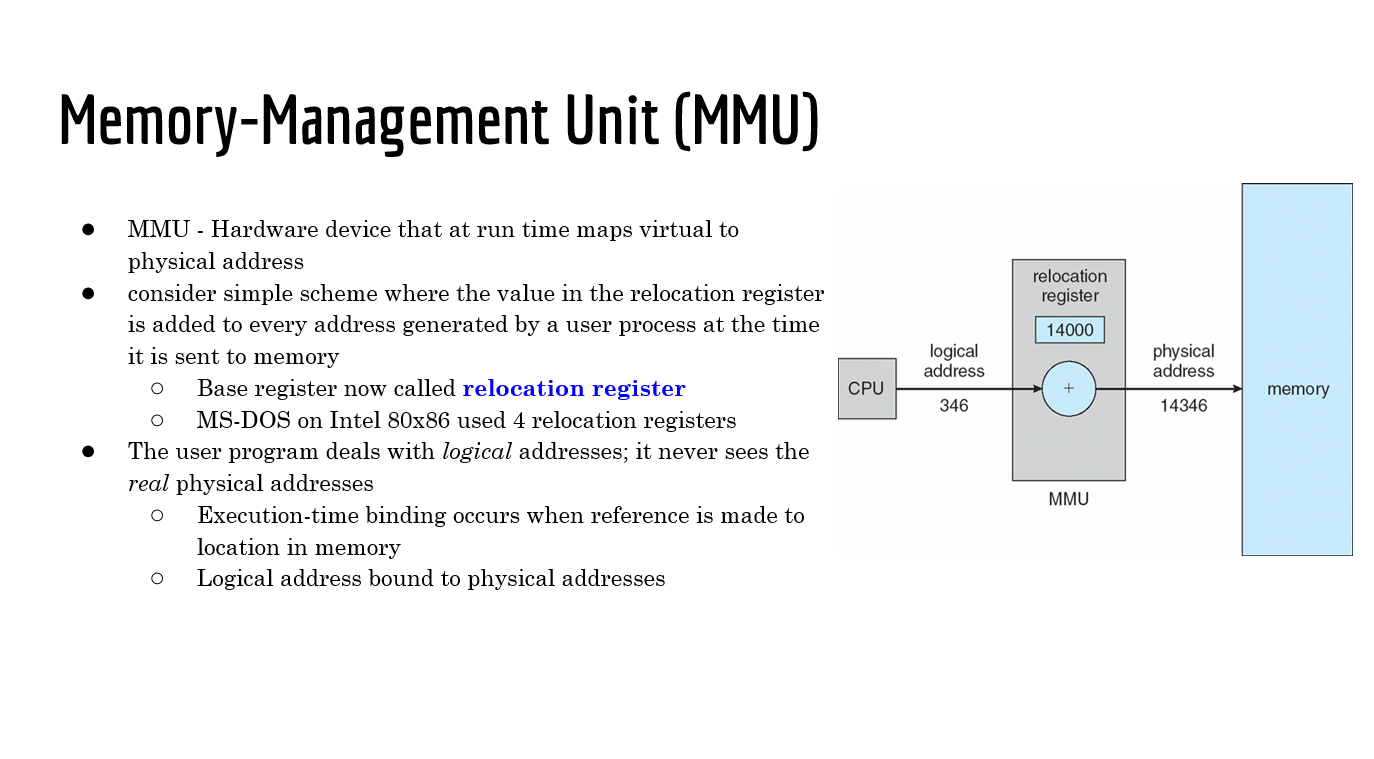 Memory-Management Unit (MMU)
● MMU - Hardware device that at run time maps virtual to
physical address
● consider simple scheme where the value in the relocation register
is added to every address generated by a user process at the time
it is sent to memory
○ Base register now called relocation register
○ MS-DOS on Intel 80x86 used 4 relocation registers
● The user program deals with logical addresses; it never sees the
real physical addresses
○ Execution-time binding occurs when reference is made to
location in memory
○ Logical address bound to physical addresses
CPU
logical
address
346
relocation
register
14000
+
MMU
physical
address
14346
memory